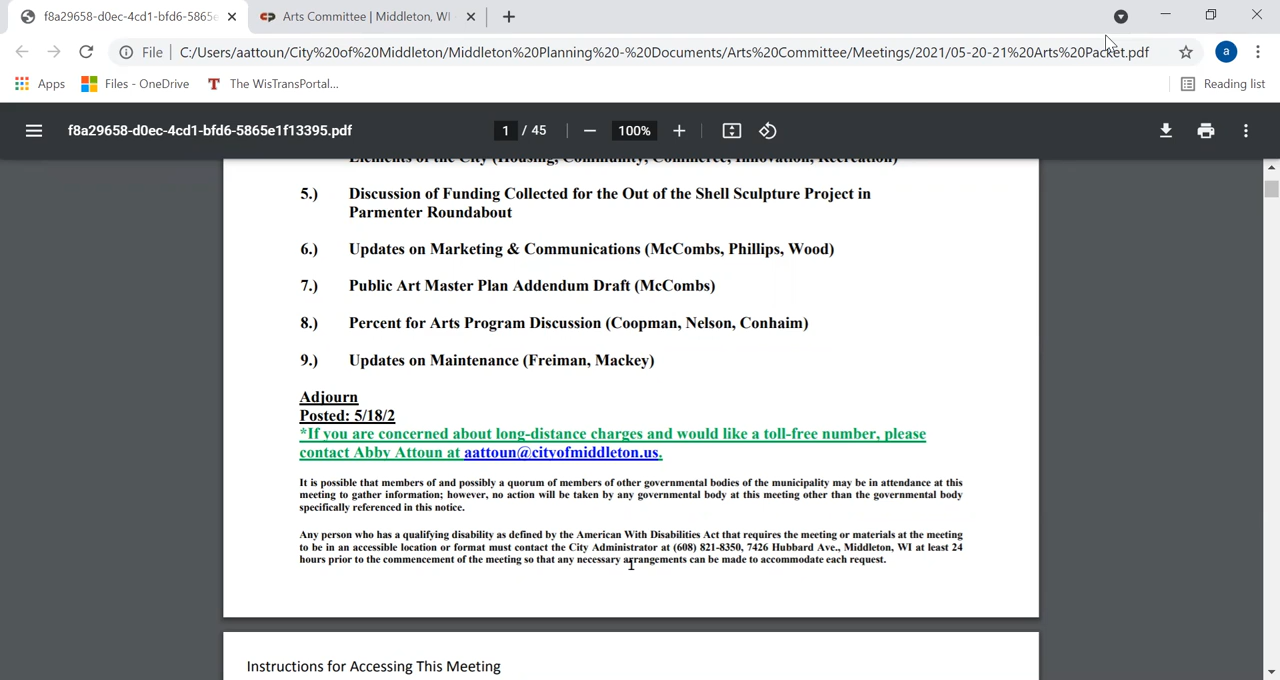 f8a29658-d0ec-4cd1-bfd6-5865e
Arts Committee | Middleton, WI
File | C:/Users/aattoun/City%20of%20Middleton/Middleton%20Planning%20-%20Documents/Arts%20Committee/Meetings/2021/05-20-21%20Arts%20Packet.pdf
a
Apps
Files - OneDrive
T The WisTransPortal...
Reading list
f8a29658-d0ec-4cd1-bfd6-5865e1f13395.pdf
1 / 45
100%
Elements of the City (Housing, Community, Commerce, Innovation, Recreation)
5.) Discussion of Funding Collected for the Out of the Shell Sculpture Project in
Parmenter Roundabout
6.) Updates on Marketing & Communications (McCombs, Phillips, Wood)
7.) Public Art Master Plan Addendum Draft (McCombs)
8.) Percent for Arts Program Discussion (Coopman, Nelson, Conhaim)
9.) Updates on Maintenance (Freiman, Mackey)
Adjourn
Posted: 5/18/2
*If you are concerned about long-distance charges and would like a toll-free number, please
contact Abby Attoun at aattoun@cityofmiddleton.us.
It is possible that members of and possibly a quorum of members of other governmental bodies of the municipality may be in attendance at this
meeting to gather information; however, no action will be taken by any governmental body at this meeting other than the governmental body
specifically referenced in this notice.
Any person who has a qualifying disability as defined by the American With Disabilities Act that requires the meeting or materials at the meeting
to be in an accessible location or format must contact the City Administrator at (608) 821-8350, 7426 Hubbard Ave., Middleton, WI at least 24
hours prior to the commencement of the meeting so that any necessary arrangements can be made to accommodate each request.
Instructions for Accessing This Meeting